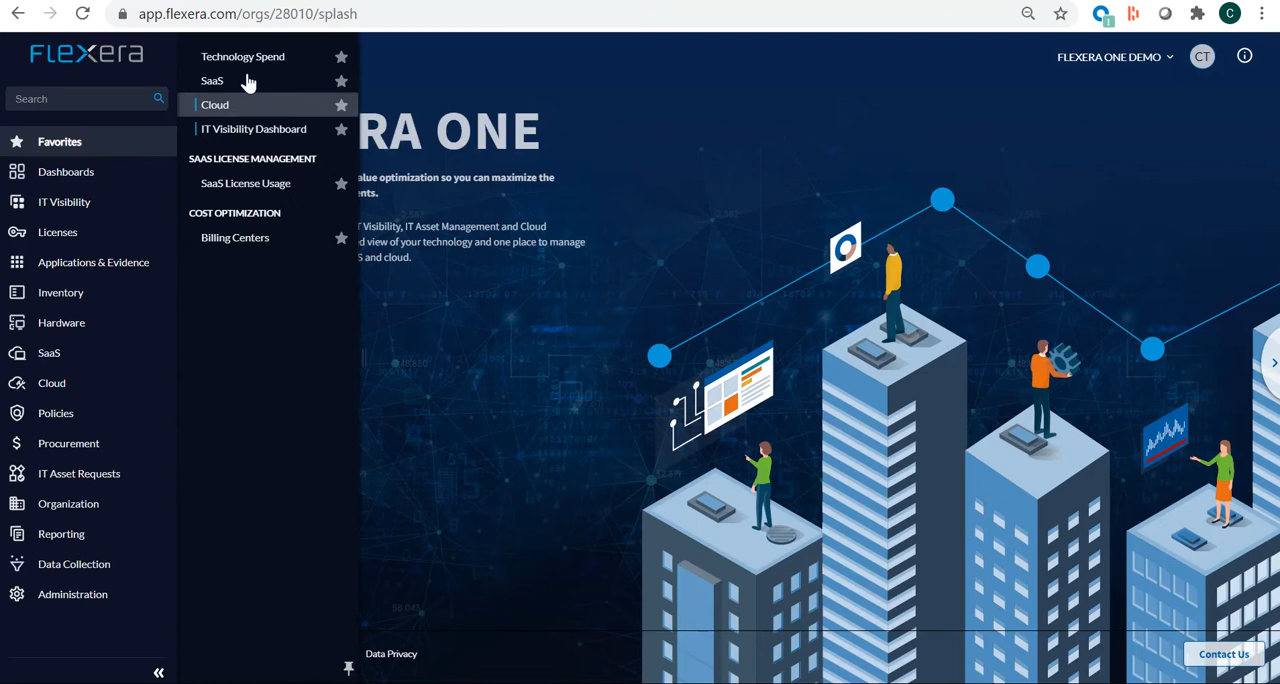 app.flexera.com/orgs/28010/splash
C
FLEXERA
Search
Favorites
Dashboards
IT Visibility
Licenses
Applications & Evidence
Inventory
Hardware
SaaS
Cloud
Policies
Procurement
IT Asset Requests
Organization
Reporting
Data Collection
Administration
Technology Spend
SaaS
Cloud
IT Visibility Dashboard
SAAS LICENSE MANAGEMENT
SaaS License Usage
COST OPTIMIZATION
Billing Centers
FLEXERA ONE DEMO
CT
RA ONE
alue optimization so you can maximize the
ents.
T Visibility, IT Asset Management and Cloud
d view of your technology and one place to manage
S and cloud.
Data Privacy
Contact Us